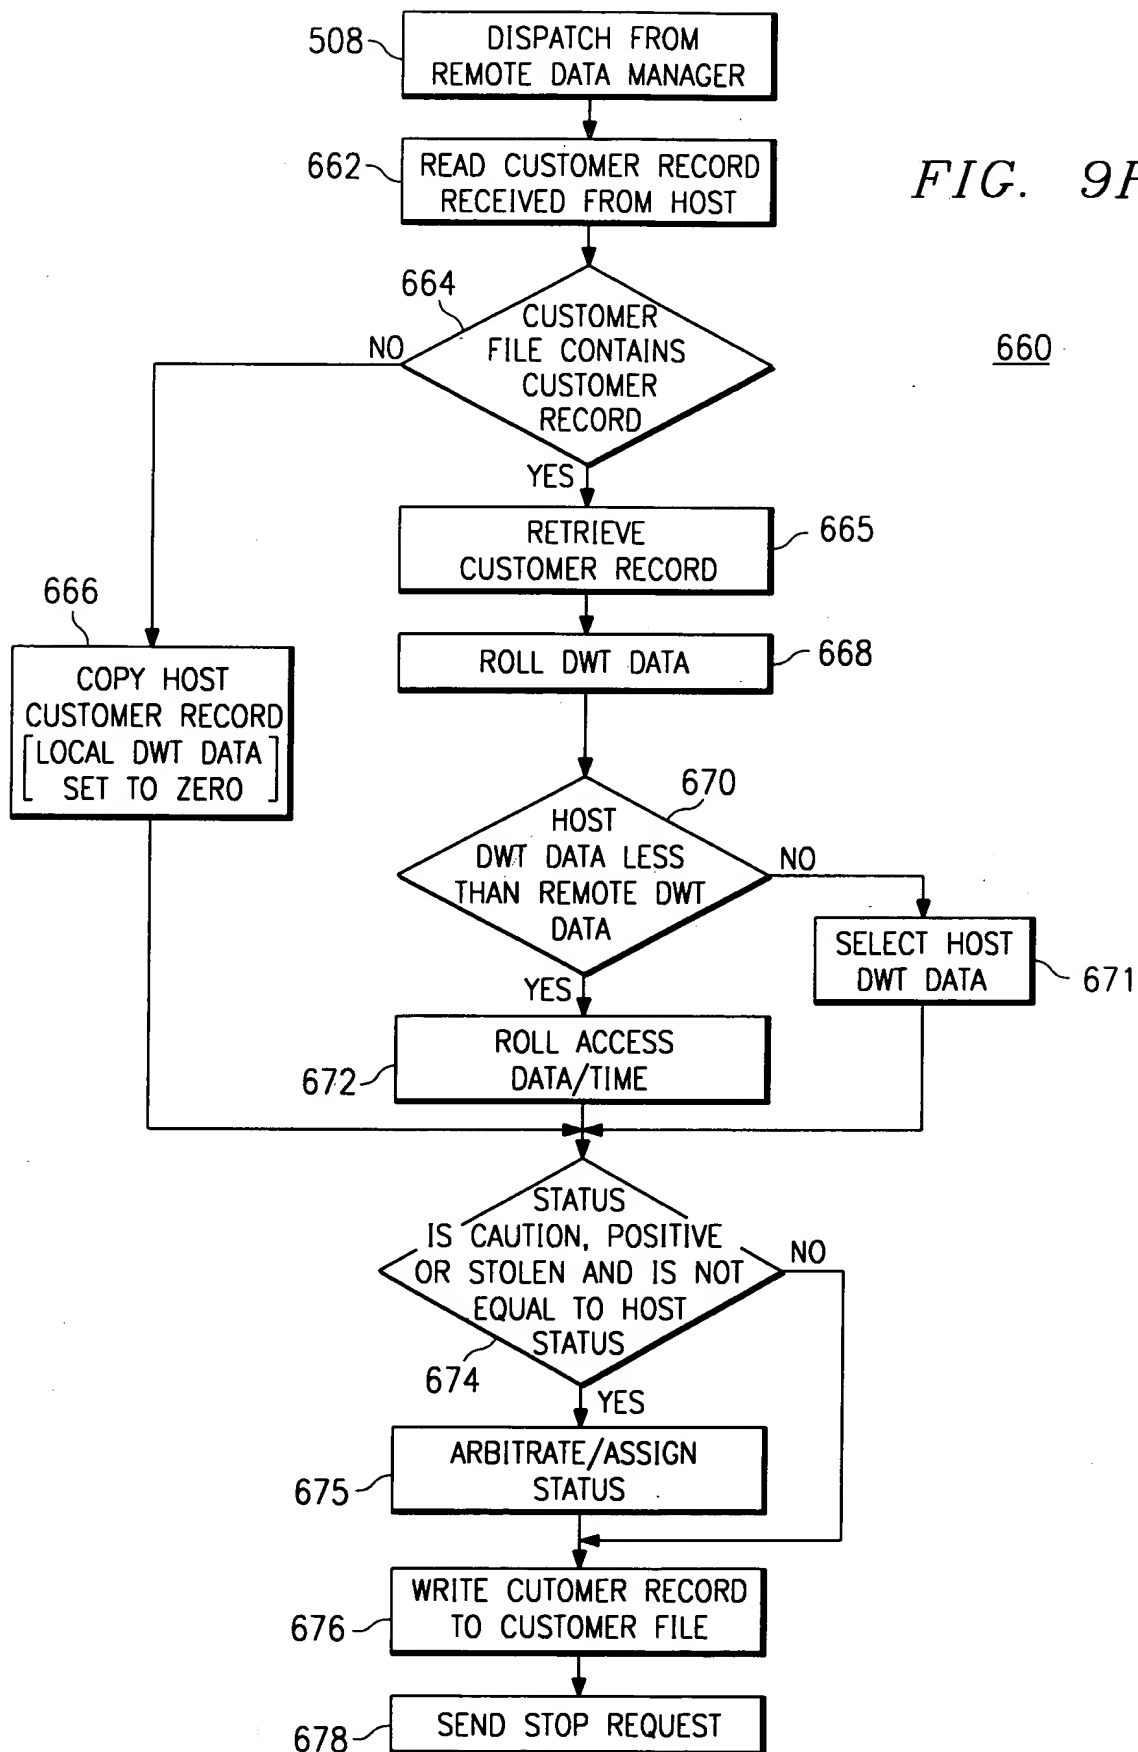 508
DISPATCH FROM
REMOTE DATA MANAGER
662
READ CUSTOMER RECORD
RECEIVED FROM HOST
FIG. 9
660
664
CUSTOMER
FILE CONTAINS
CUSTOMER
RECORD
NO
YES
RETRIEVE
CUSTOMER RECORD
665
666
COPY HOST
CUSTOMER RECORD
[LOCAL DWT DATA
SET TO ZERO]
ROLL DWT DATA
668
670
HOST
DWT DATA LESS
THAN REMOTE DWT
DATA
NO
YES
SELECT HOST
DWT DATA
671
ROLL ACCESS
DATA/TIME
672
STATUS
IS CAUTION, POSITIVE
OR STOLEN AND IS NOT
EQUAL TO HOST
STATUS
NO
674
YES
ARBITRATE/ASSIGN
STATUS
675
WRITE CUTOMER RECORD
TO CUSTOMER FILE
676
SEND STOP REQUEST
678